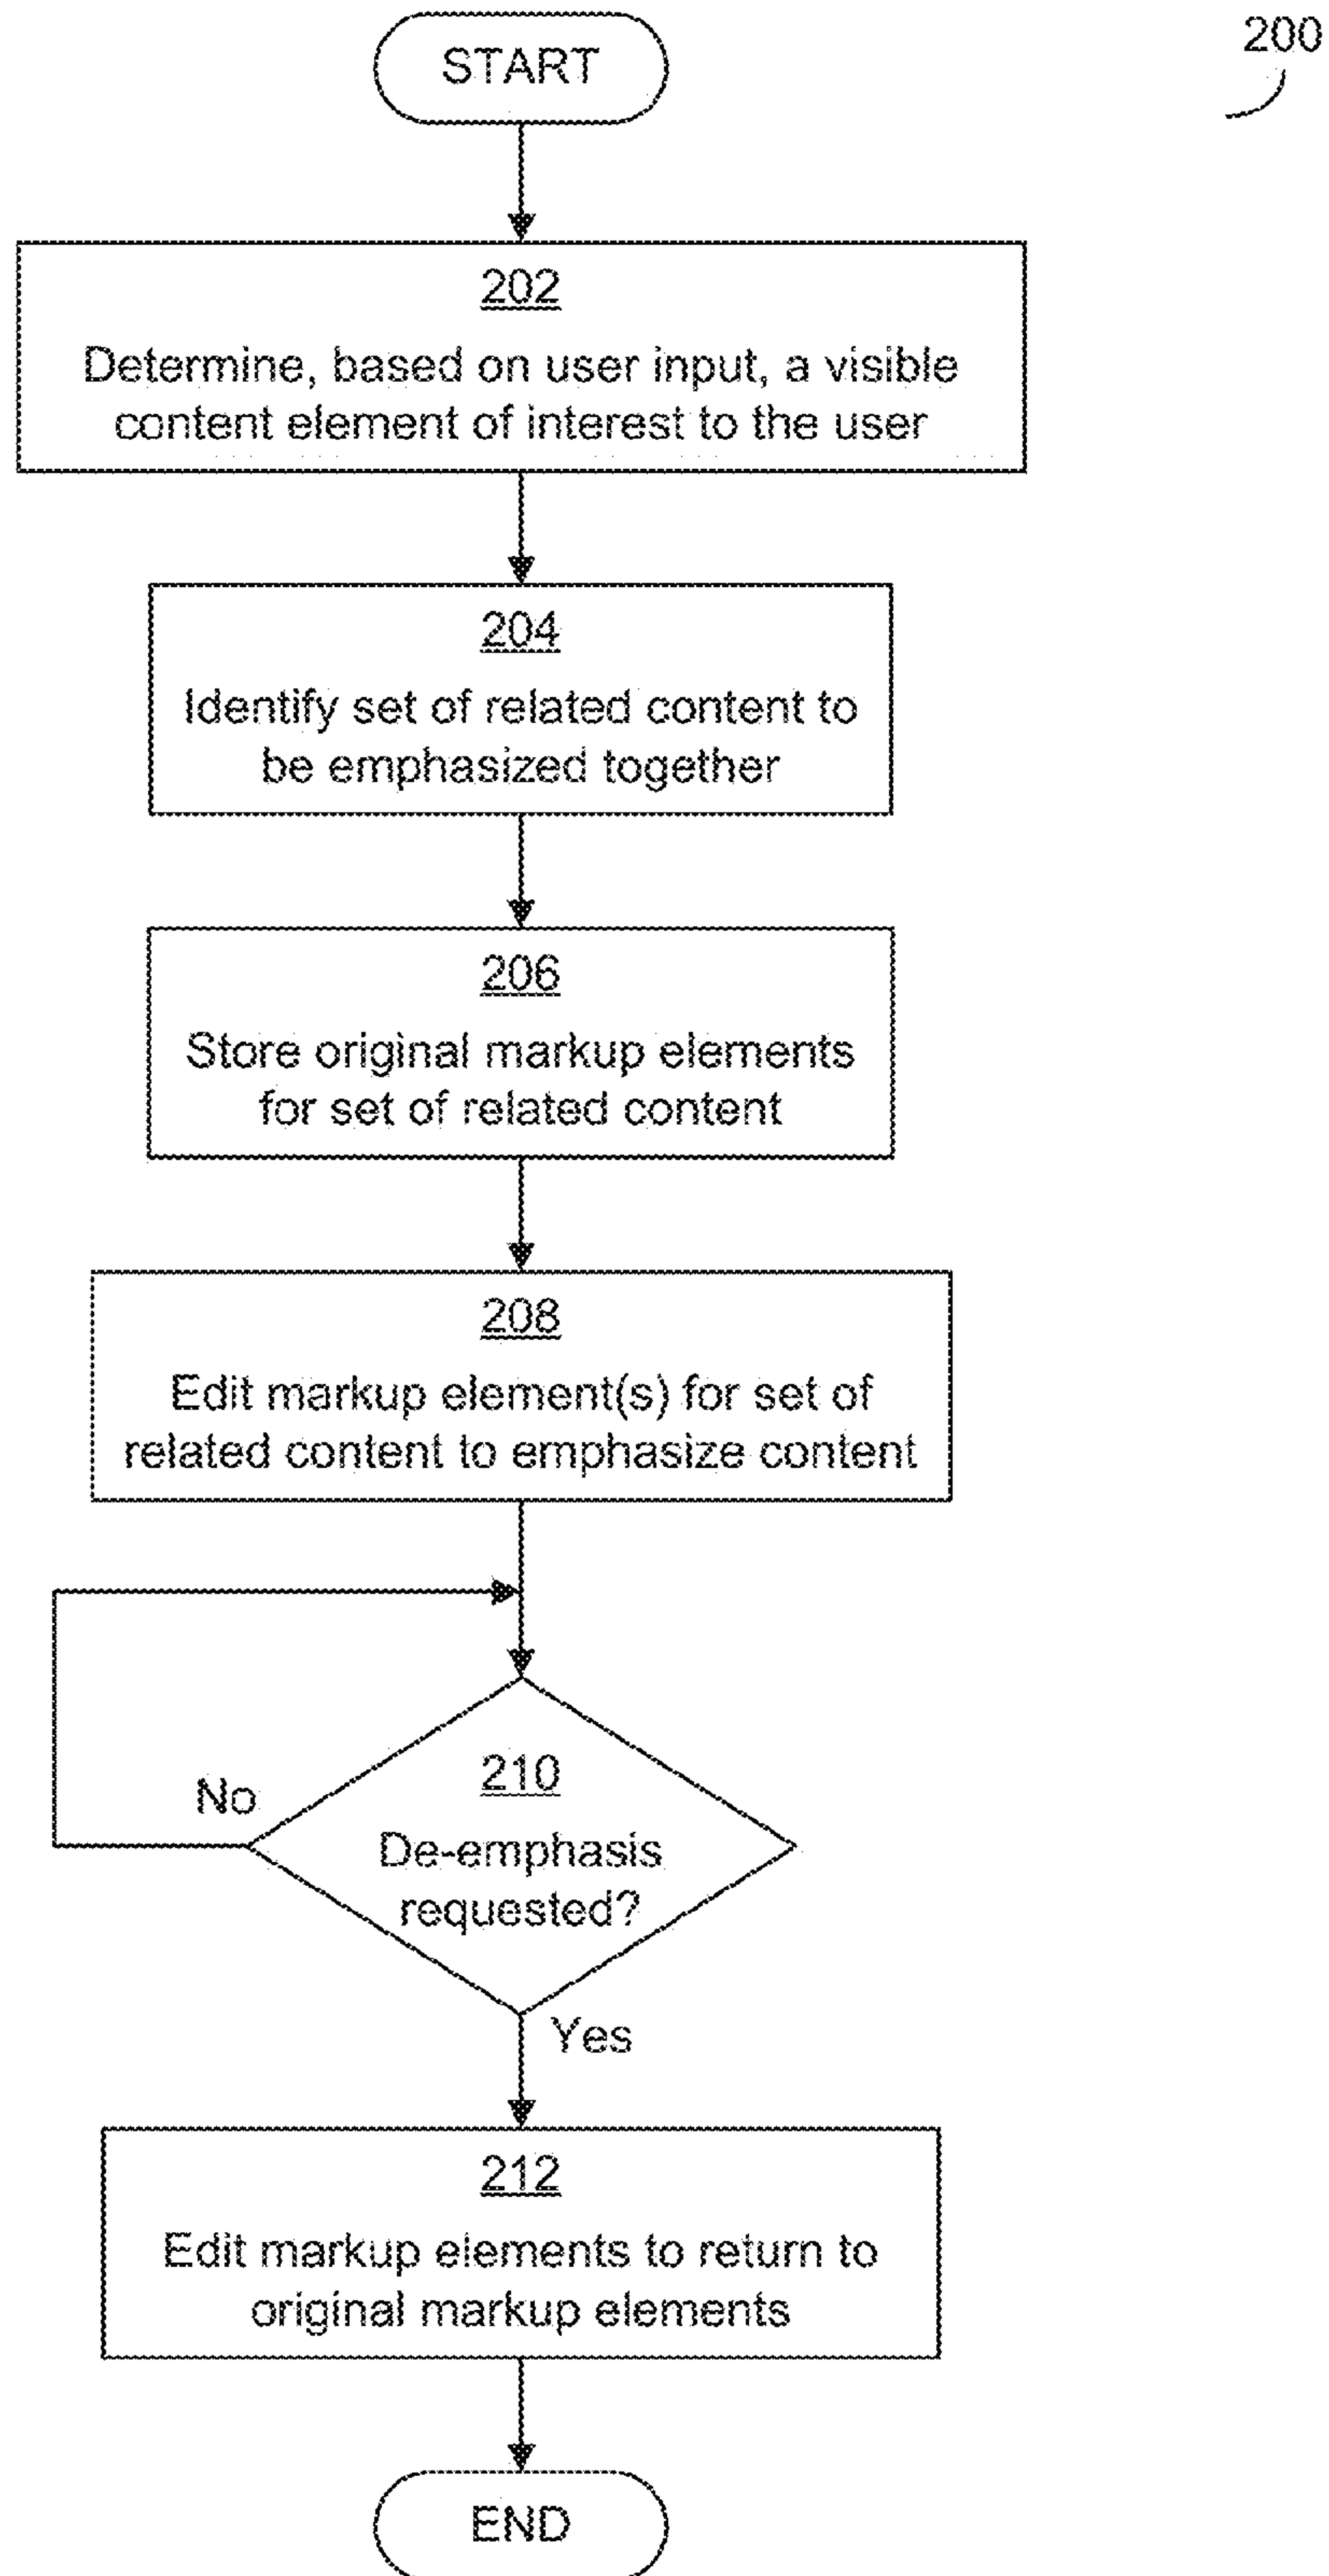 START
200
202
Determine, based on user input, a visible
content element of interest to the user
204
Identify set of related content to
be emphasized together
206
Store original markup elements
for set of related content
208
Edit markup element(s) for set of
related content to emphasize content
210
De-emphasis
requested?
No
Yes
212
Edit markup elements to return to
original markup elements
END